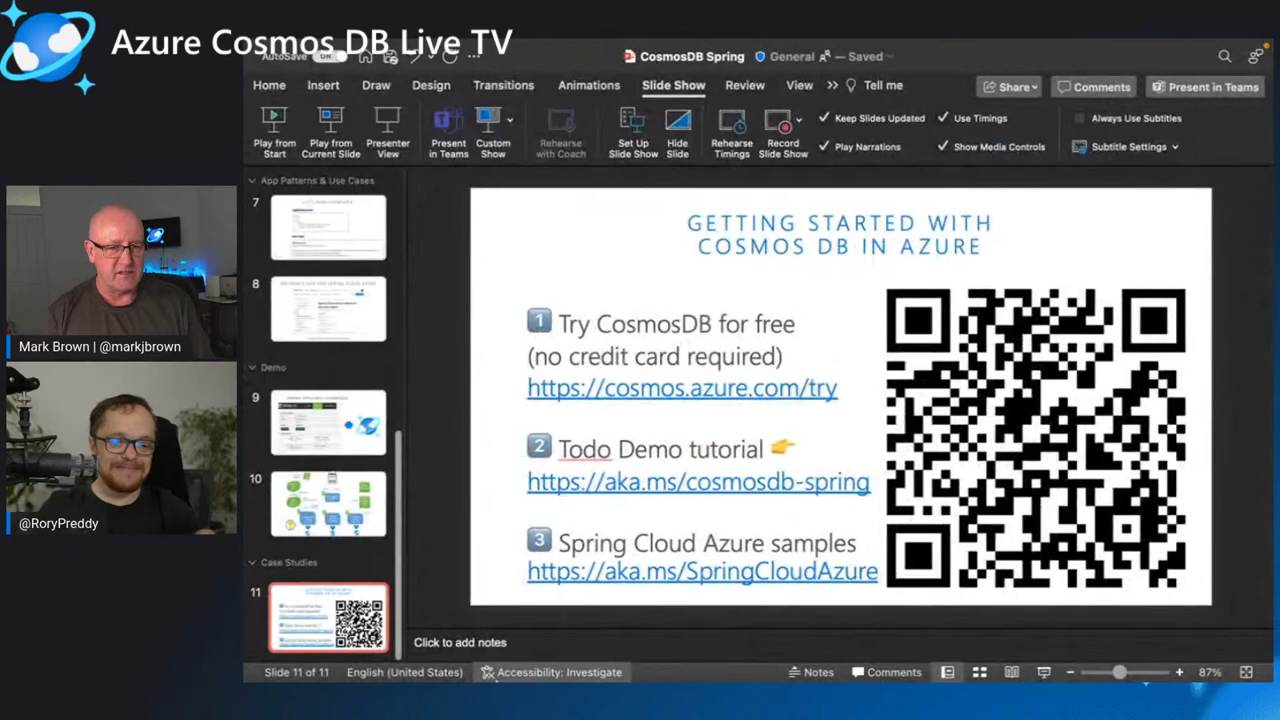 Azure Cosmos DB Live TV
AutoSave
ON
CosmosDB Spring
General
— Saved
Home
Insert
Draw
Design
Transitions
Animations
Slide Show
Review
View
Tell me
Share
Comments
Present in Teams
Play from
Start
Play from
Current Slide
Presenter
View
Present
in Teams
Custom
Show
Rehearse
with Coach
Set Up
Slide Show
Hide
Slide
Rehearse
Timings
Record
Slide Show
Keep Slides Updated
Play Narrations
Use Timings
Show Media Controls
Always Use Subtitles
Subtitle Settings
App Patterns & Use Cases
7
8
Demo
9
10
Case Studies
11
GETTING STARTED WITH
COSMOS DB IN AZURE
1 Try CosmosDB for free
(no credit card required)
https://cosmos.azure.com/try
2 Todo Demo tutorial 👉
https://aka.ms/cosmosdb-spring
3 Spring Cloud Azure samples
https://aka.ms/SpringCloudAzure
Mark Brown | @markjbrown
@RoryPreddy
Click to add notes
Slide 11 of 11
English (United States)
Accessibility: Investigate
Notes
Comments
87%